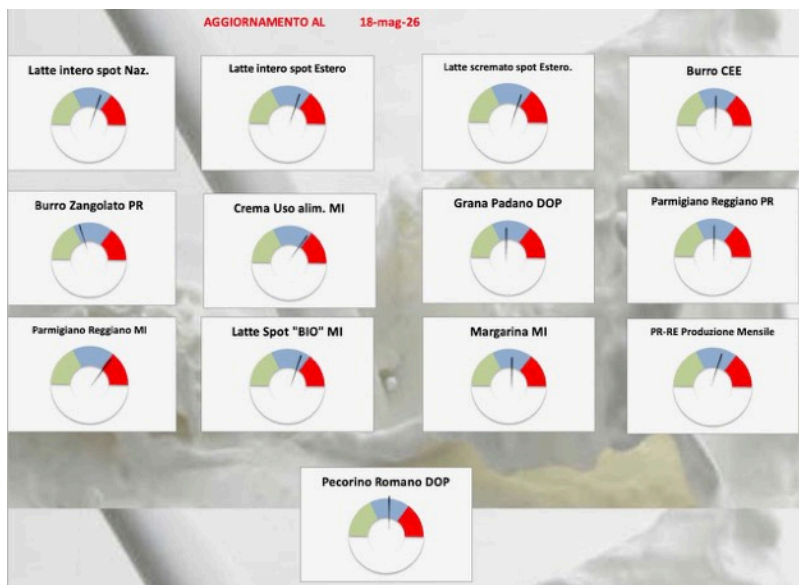 AGGIORNAMENTO AL 18-mag-26
Latte intero spot Naz.
Latte intero spot Estero
Latte scremato spot Estero.
Burro CEE
Burro Zangolato PR
Crema Uso alim. MI
Grana Padano DOP
Parmigiano Reggiano PR
Parmigiano Reggiano MI
Latte Spot "BIO" MI
Margarina MI
PR-RE Produzione Mensile
Pecorino Romano DOP